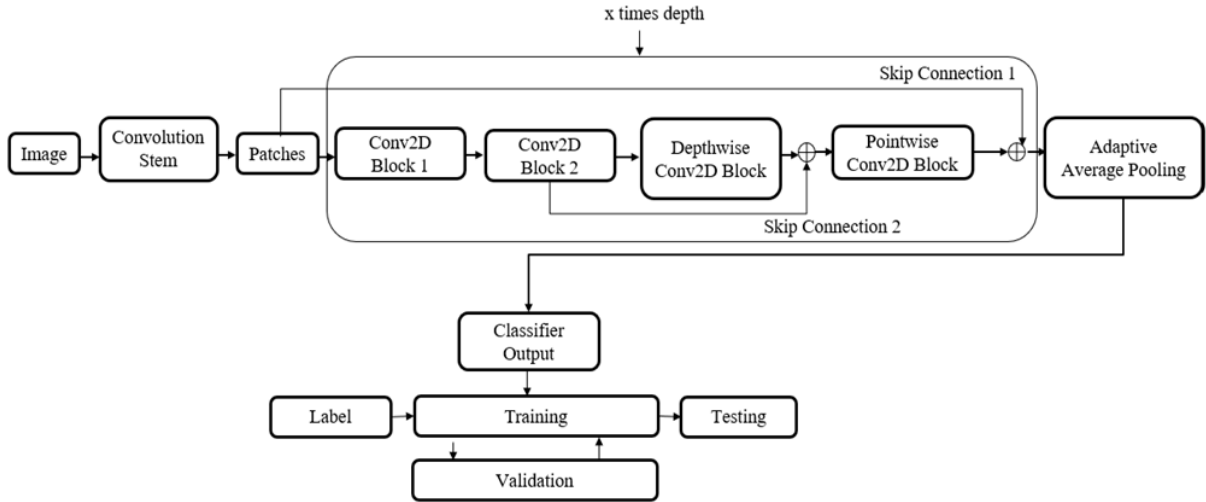 x times depth
Skip Connection 1
Image
Convolution
Stem
Patches
Conv2D
Block 1
Conv2D
Block 2
Depthwise
Conv2D Block
Pointwise
Conv2D Block
Adaptive
Average Pooling
Skip Connection 2
Classifier
Output
Label
Training
Testing
Validation